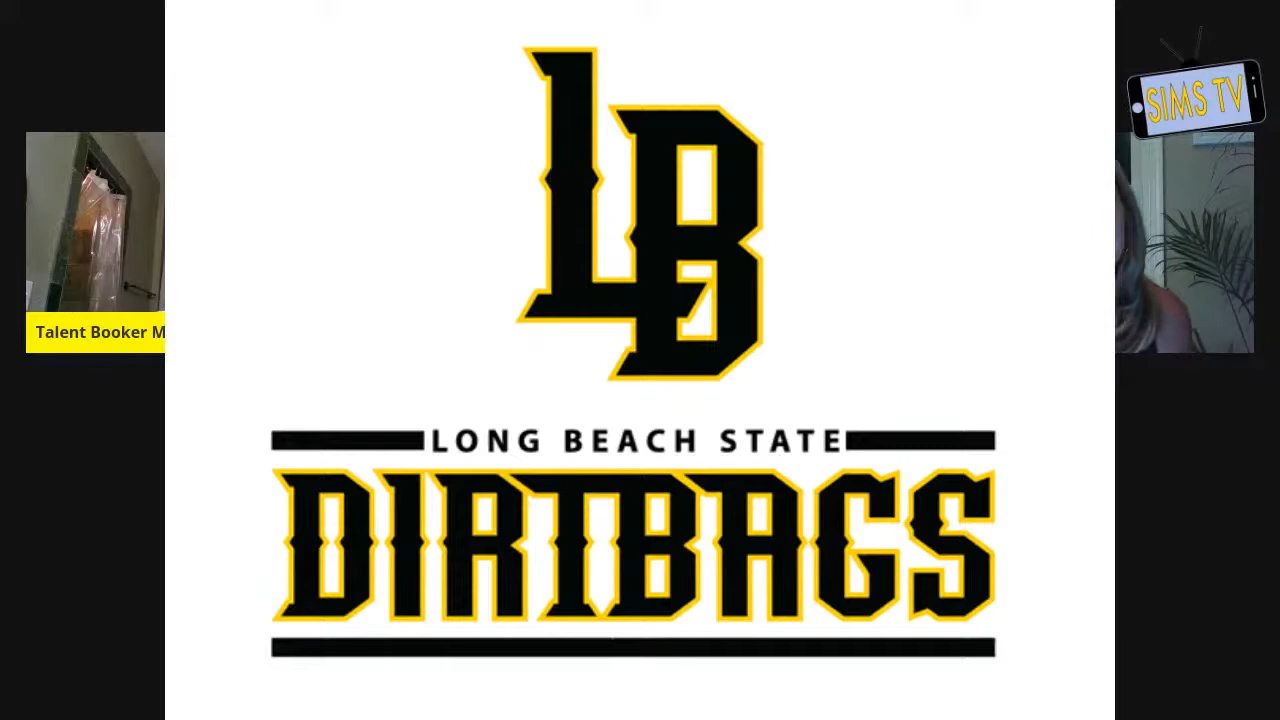 LB
SIMS TV
Talent Booker M
LONG BEACH STATE
DIRTBAGS